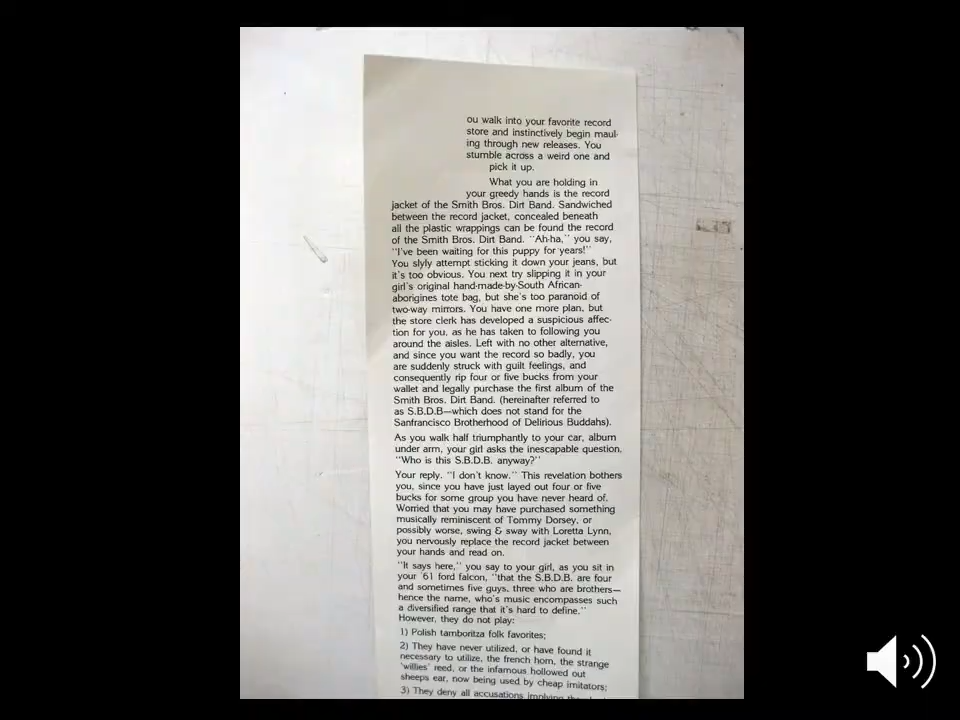 ou walk into your favorite record
store and instinctively begin maul-
ing through new releases. You
stumble across a weird one and
pick it up.
What you are holding in
your greedy hands is the record
jacket of the Smith Bros. Dirt Band. Sandwiched
between the record jacket, concealed beneath
all the plastic wrappings can be found the record
of the Smith Bros. Dirt Band. "Ah-ha," you say,
"I've been waiting for this puppy for years!"
You slyly attempt sticking it down your jeans, but
it's too obvious. You next try slipping it in your
girl's original hand-made-by-South African-
aborigines tote bag, but she's too paranoid of
two-way mirrors. You have one more plan, but
the store clerk has developed a suspicious affec-
tion for you, as he has taken to following you
around the aisles. Left with no other alternative,
and since you want the record so badly, you
are suddenly struck with guilt feelings, and
consequently rip four or five bucks from your
wallet and legally purchase the first album of the
Smith Bros. Dirt Band. (hereinafter referred to
as S.B.D.B—which does not stand for the
Sanfrancisco Brotherhood of Delirious Buddahs).
As you walk half triumphantly to your car, album
under arm, your girl asks the inescapable question,
"Who is this S.B.D.B. anyway?"
Your reply. "I don't know." This revelation bothers
you, since you have just layed out four or five
bucks for some group you have never heard of.
Worried that you may have purchased something
musically reminiscent of Tommy Dorsey, or
possibly worse, swing & sway with Loretta Lynn,
you nervously replace the record jacket between
your hands and read on.
"It says here," you say to your girl, as you sit in
your '61 ford falcon, "that the S.B.D.B. are four
and sometimes five guys, three who are brothers—
hence the name, who's music encompasses such
a diversified range that it's hard to define."
However, they do not play:
1) Polish tamboritza folk favorites;
2) They have never utilized, or have found it
necessary to utilize, the french horn, the strange
'willies' reed, or the infamous hollowed out
sheeps ear, now being used by cheap imitators;
3) They deny all accusations implying